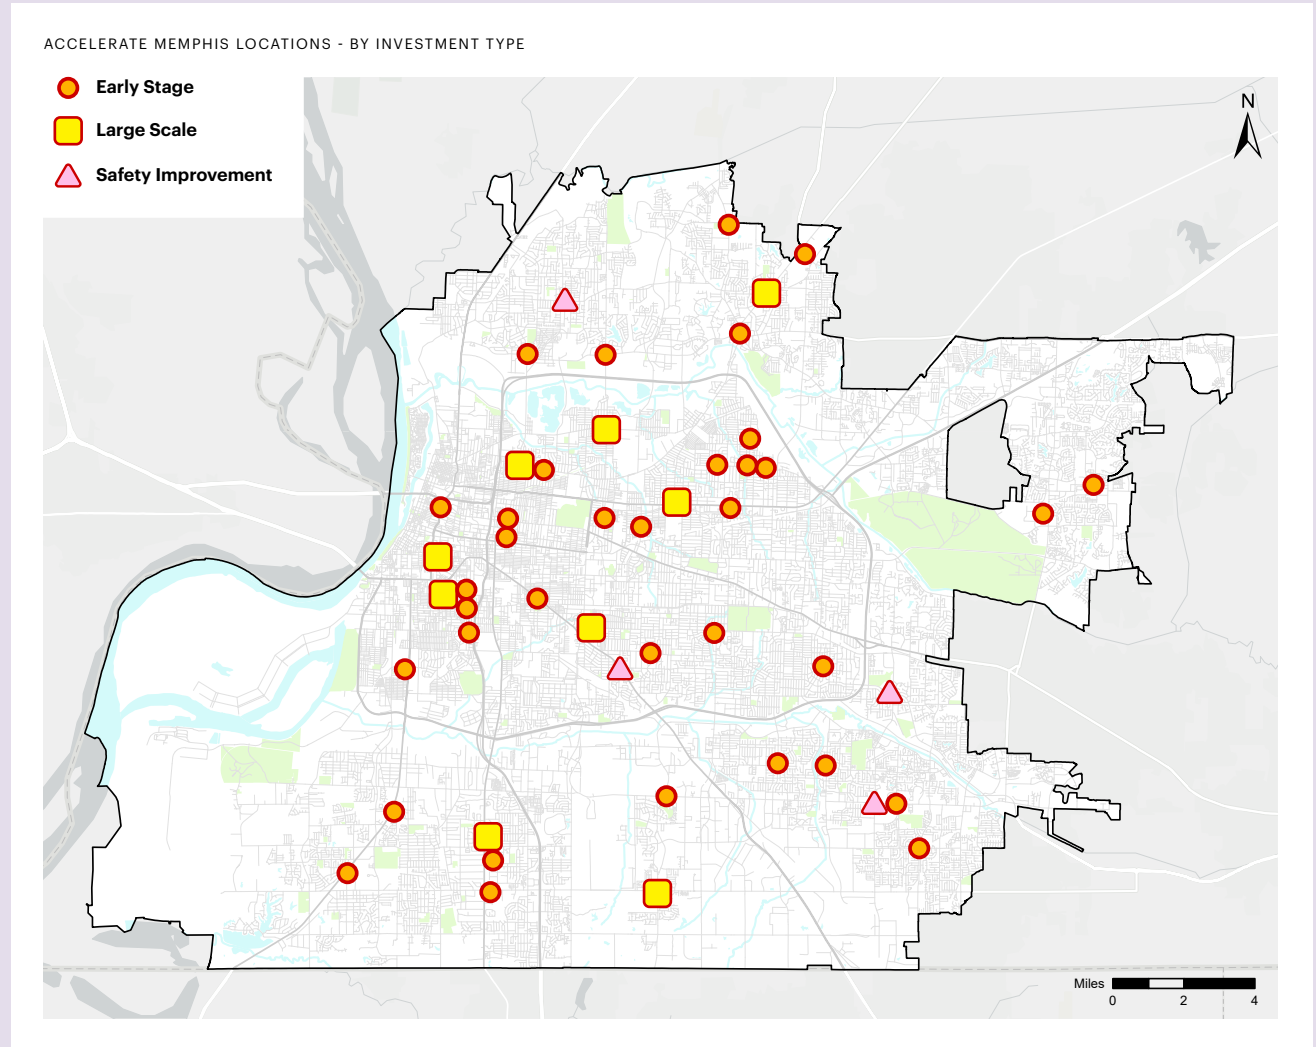 ACCELERATE MEMPHIS LOCATIONS - BY INVESTMENT TYPE
Early Stage
Large Scale
Safety Improvement
N
Miles
0 2 4